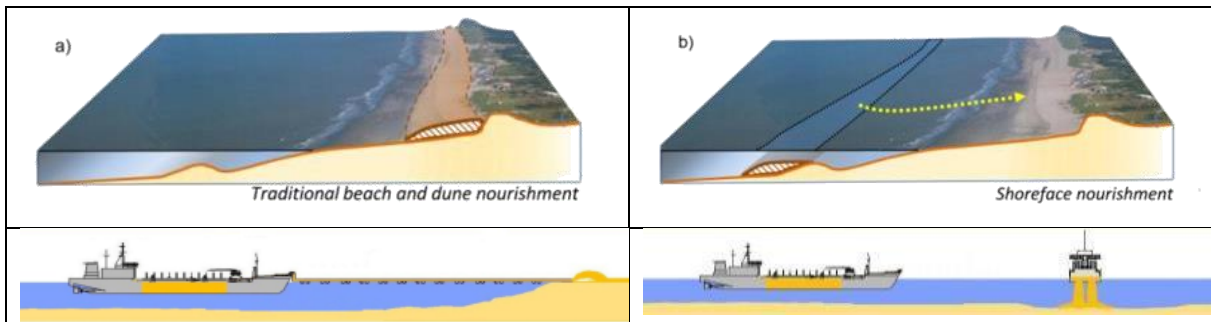 a)
Traditional beach and dune nourishment
b)
Shoreface nourishment